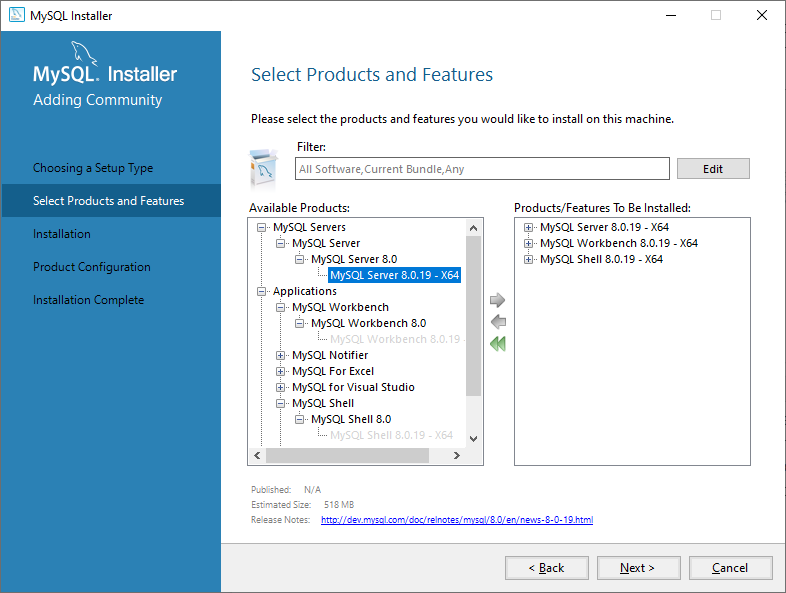 MySQL Installer
MySQL. Installer
Adding Community
Choosing a Setup Type
Select Products and Features
Installation
Product Configuration
Installation Complete
Select Products and Features
Please select the products and features you would like to install on this machine.
Filter:
All Software,Current Bundle,Any
Edit
Available Products:
MySQL Servers
MySQL Server
MySQL Server 8.0
MySQL Server 8.0.19 - X64
Applications
MySQL Workbench
MySQL Workbench 8.0
MySQL Workbench 8.0.19 -
MySQL Notifier
MySQL For Excel
MySQL for Visual Studio
MySQL Shell
MySQL Shell 8.0
MySQL Shell 8.0.19 - X64
Products/Features To Be Installed:
MySQL Server 8.0.19 - X64
MySQL Workbench 8.0.19 - X64
MySQL Shell 8.0.19 - X64
Published: N/A
Estimated Size: 518 MB
Release Notes: http://dev.mysql.com/doc/relnotes/mysql/8.0/en/news-8-0-19.html
< Back
Next >
Cancel